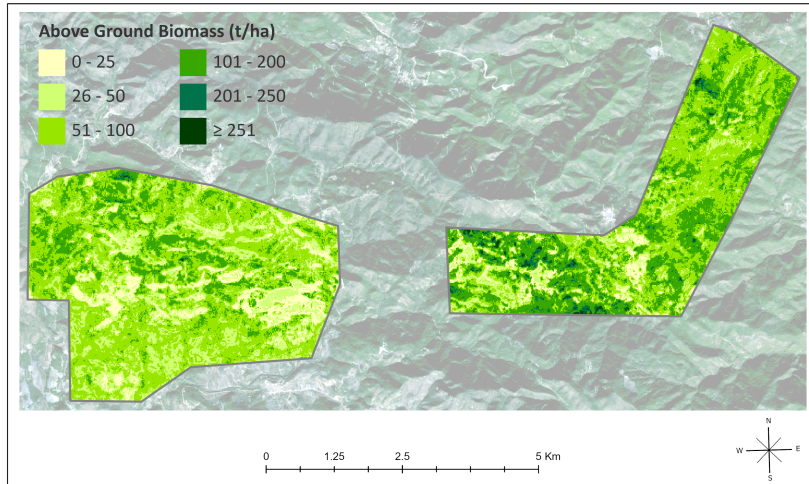 Above Ground Biomass (t/ha)
0 - 25
101 - 200
26 - 50
201 - 250
51 - 100
≥ 251
0 1.25 2.5 5 Km
N
W E
S